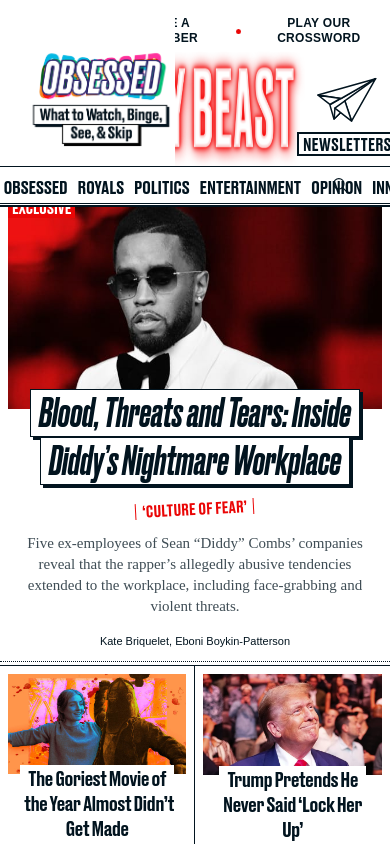 E A
BER
PLAY OUR
CROSSWORD
OBSESSED
What to Watch, Binge,
See, & Skip
Y BEAST
NEWSLETTERS
OBSESSED ROYALS POLITICS ENTERTAINMENT OPINION INN
EXCLUSIVE
Blood, Threats and Tears: Inside
Diddy’s Nightmare Workplace
‘CULTURE OF FEAR’
Five ex-employees of Sean “Diddy” Combs’ companies
reveal that the rapper’s allegedly abusive tendencies
extended to the workplace, including face-grabbing and
violent threats.
Kate Briquelet, Eboni Boykin-Patterson
The Goriest Movie of
the Year Almost Didn’t
Get Made
Trump Pretends He
Never Said ‘Lock Her
Up’